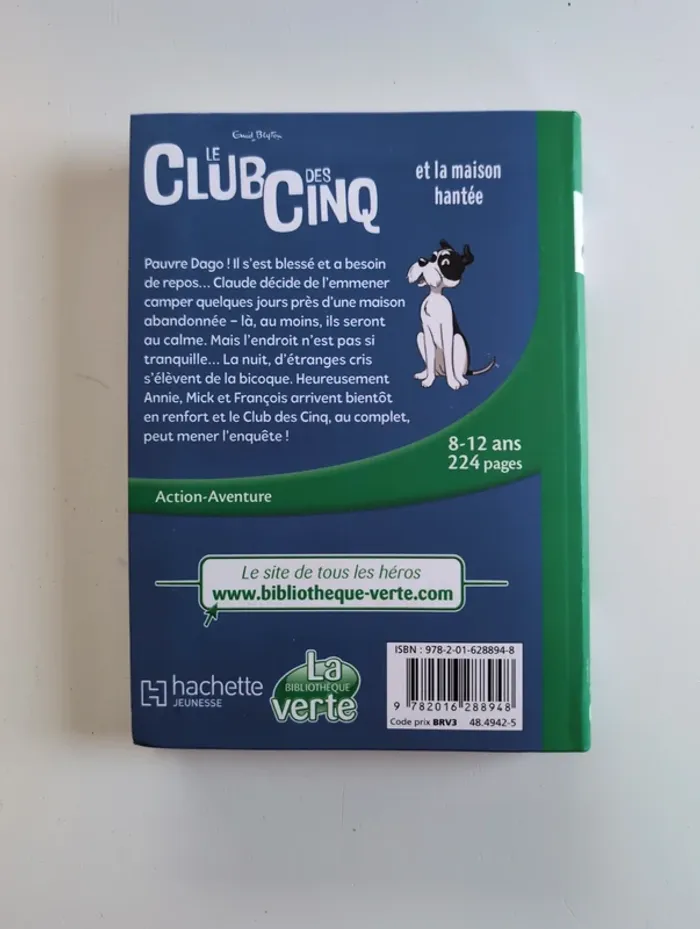 Enid Blyton
LE CLUB DES CINQ
et la maison
hantée
Pauvre Dago ! Il s'est blessé et a besoin
de repos... Claude décide de l'emmener
camper quelques jours près d'une maison
abandonnée – là, au moins, ils seront
au calme. Mais l'endroit n'est pas si
tranquille... La nuit, d'étranges cris
s'élèvent de la bicoque. Heureusement
Annie, Mick et François arrivent bientôt
en renfort et le Club des Cinq, au complet,
peut mener l'enquête !
8-12 ans
224 pages
Action-Aventure
Le site de tous les héros
www.bibliotheque-verte.com
hachette
JEUNESSE
La
BIBLIOTHÈQUE
verte
ISBN : 978-2-01-628894-8
9 782016 288948
Code prix BRV3 48.4942-5